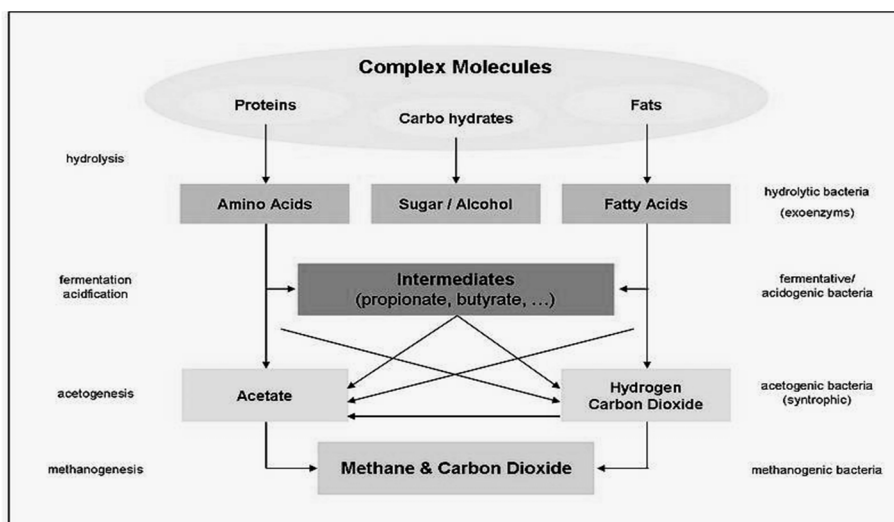 Complex Molecules
Proteins
Carbo hydrates
Fats
hydrolysis
Amino Acids
Sugar / Alcohol
Fatty Acids
hydrolytic bacteria
(exoenzyms)
fermentation
acidfication
Intermediates
(propionate, butyrate, …)
fermentative/
acidogenic bacteria
acetogenesis
Acetate
Hydrogen
Carbon Dioxide
acetogenic bacteria
(syntrophic)
methanogenesis
Methane & Carbon Dioxide
methanogenic bacteria